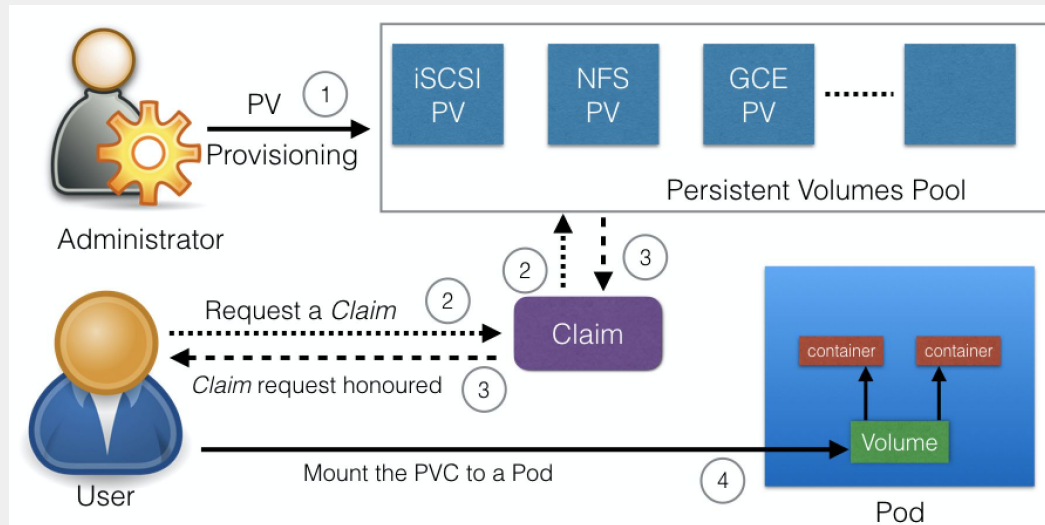 iSCSI
PV
NFS
PV
GCE
PV
PV
1
Provisioning
Persistent Volumes Pool
Administrator
2
3
Request a Claim
2
Claim
Claim request honoured
3
container
container
Volume
Mount the PVC to a Pod
4
User
Pod